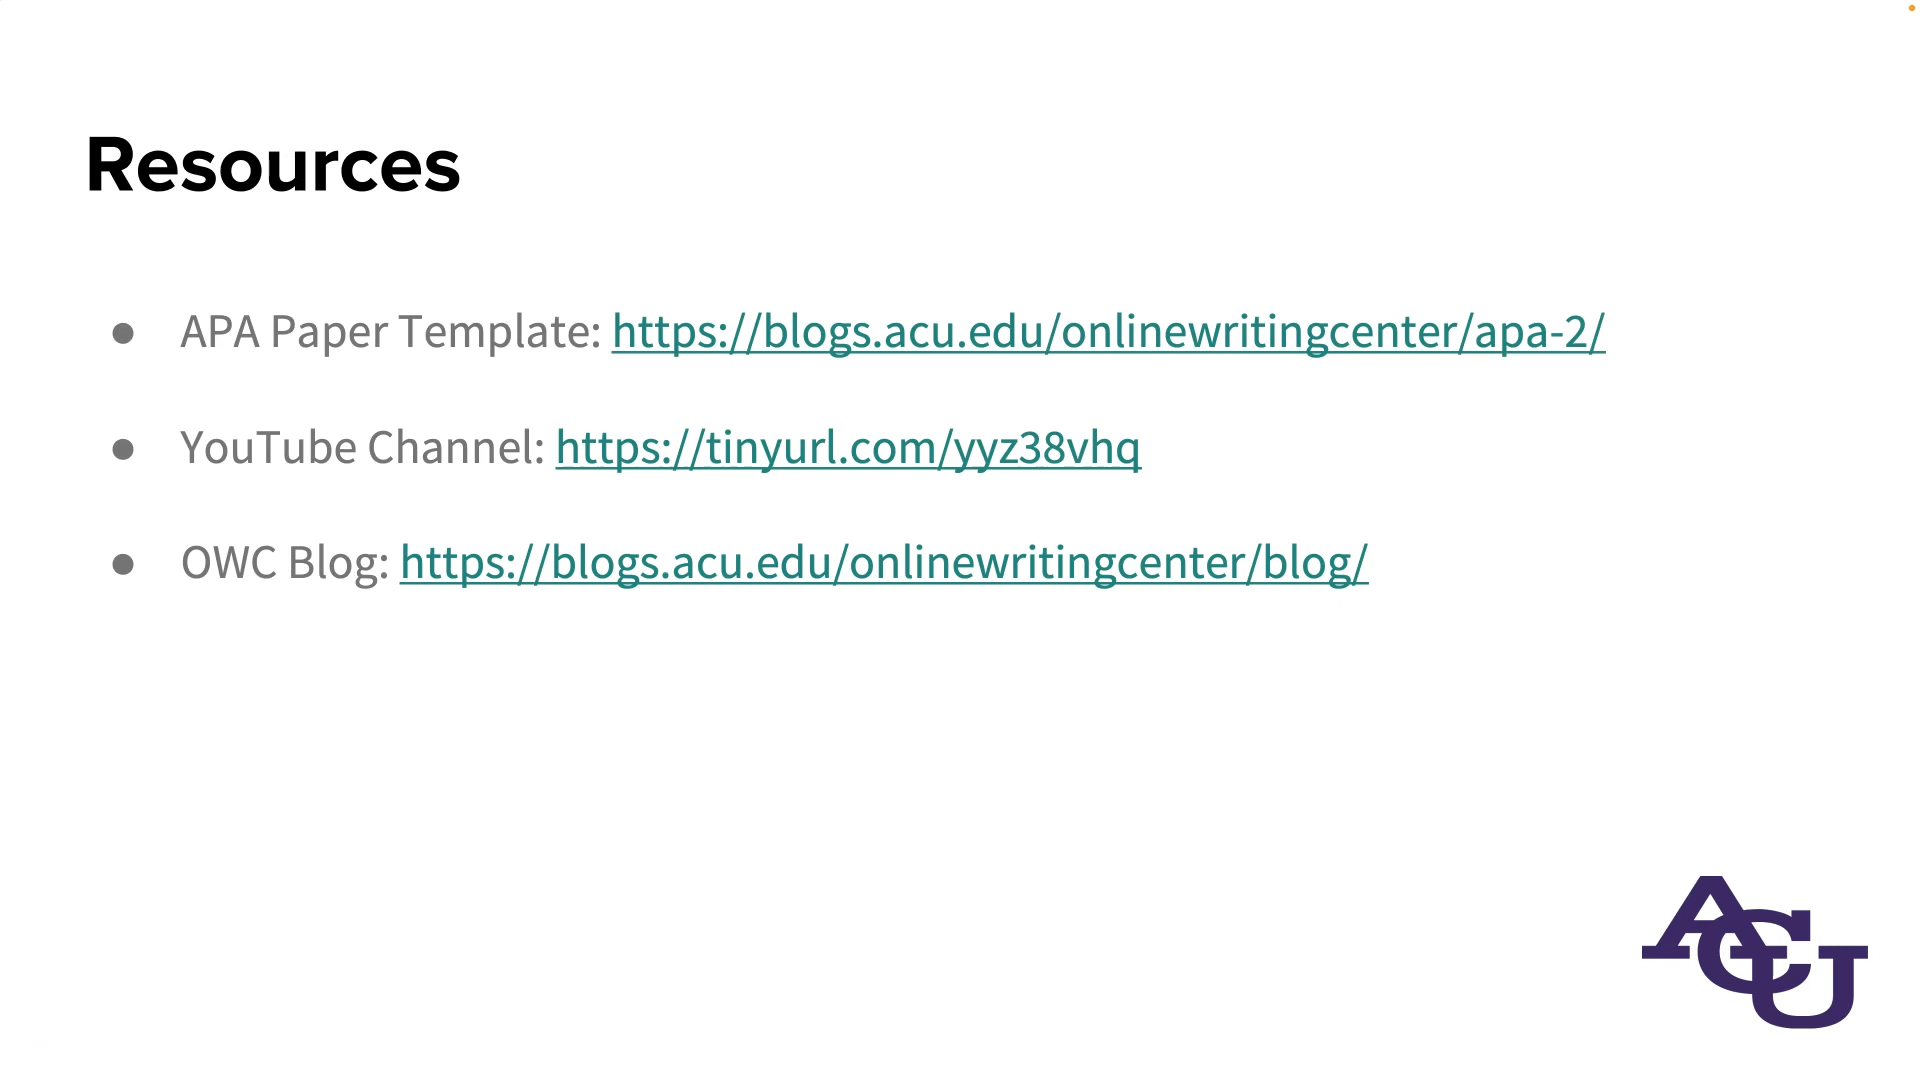 Resources
● APA Paper Template: https://blogs.acu.edu/onlinewritingcenter/apa-2/
● YouTube Channel: https://tinyurl.com/yyz38vhq
● OWC Blog: https://blogs.acu.edu/onlinewritingcenter/blog/
ACU